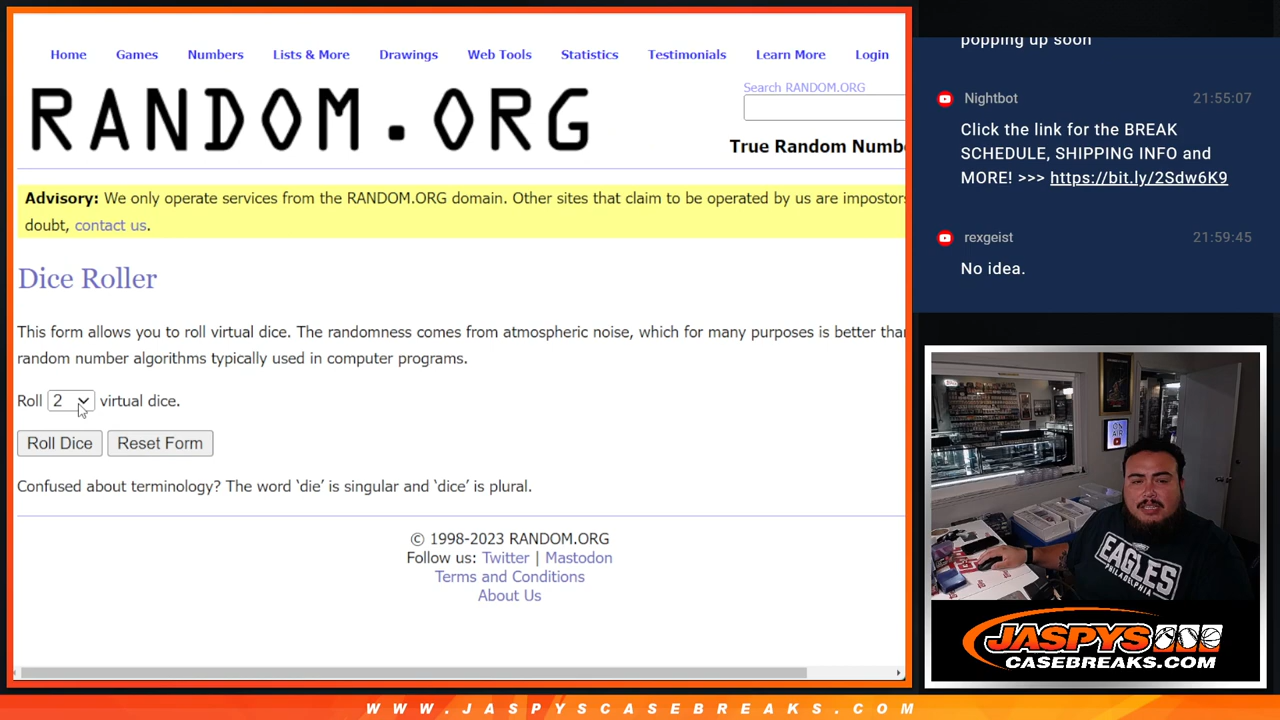 Home Games Numbers Lists & More Drawings Web Tools Statistics Testimonials Learn More Login
RANDOM.ORG
Search RANDOM.ORG
True Random Numb
Advisory: We only operate services from the RANDOM.ORG domain. Other sites that claim to be operated by us are impostors
doubt, contact us.
Dice Roller
This form allows you to roll virtual dice. The randomness comes from atmospheric noise, which for many purposes is better than
random number algorithms typically used in computer programs.
Roll 2 virtual dice.
Roll Dice Reset Form
Confused about terminology? The word ‘die’ is singular and ‘dice’ is plural.
© 1998-2023 RANDOM.ORG
Follow us: Twitter | Mastodon
Terms and Conditions
About Us
popping up soon
Nightbot 21:55:07
Click the link for the BREAK
SCHEDULE, SHIPPING INFO and
MORE! >>> https://bit.ly/2Sdw6K9
rexgeist 21:59:45
No idea.
ON
AIR
EAGLES
PHILADELPHIA
JASPYS
CASEBREAKS.COM
WWW.JASPYSCASEBREAKS.COM